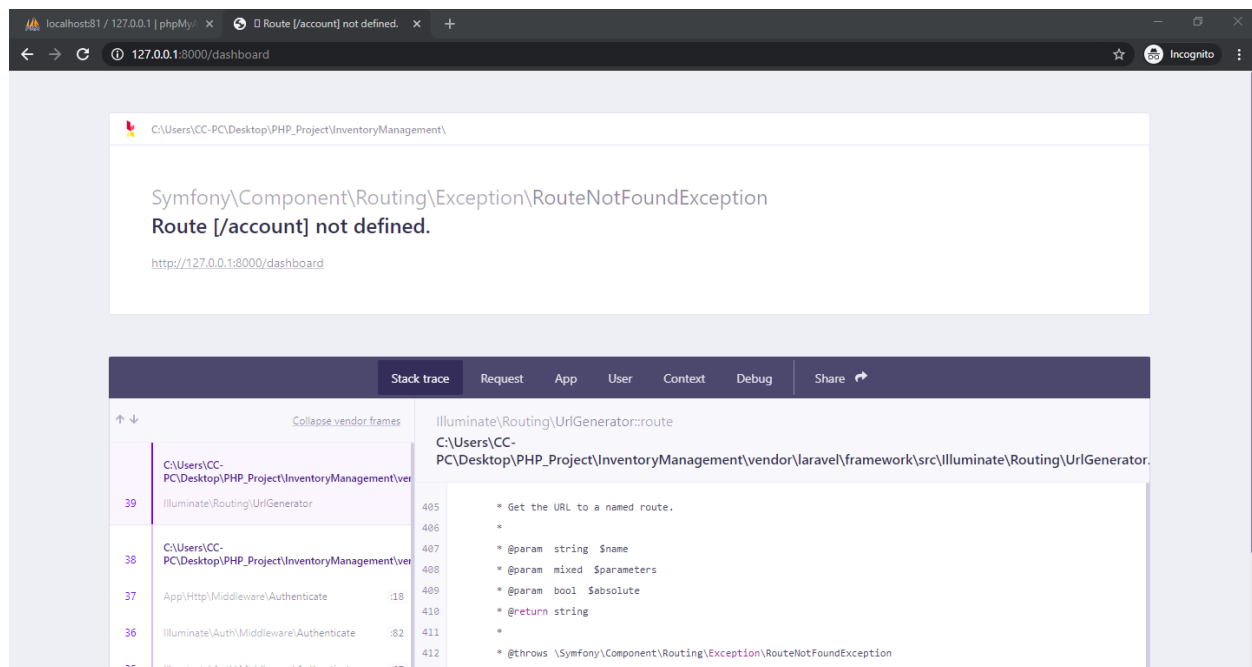 localhost:81 / 127.0.0.1 | phpMyA
Route [/account] not defined.
127.0.0.1:8000/dashboard
Incognito
C:\Users\CC-PC\Desktop\PHP_Project\InventoryManagement\
Symfony\Component\Routing\Exception\RouteNotFoundException
Route [/account] not defined.
http://127.0.0.1:8000/dashboard
Stack trace Request App User Context Debug Share
Collapse vendor frames
Illuminate\Routing\UrlGenerator::route
C:\Users\CC-
PC\Desktop\PHP_Project\InventoryManagement\vendor\laravel\framework\src\Illuminate\Routing\UrlGenerator.
C:\Users\CC-
PC\Desktop\PHP_Project\InventoryManagement\ver
39 Illuminate\Routing\UrlGenerator
C:\Users\CC-
38 PC\Desktop\PHP_Project\InventoryManagement\ver
37 App\Http\Middleware\Authenticate :18
36 Illuminate\Auth\Middleware\Authenticate :82
405 * Get the URL to a named route.
406 *
407 * @param string $name
408 * @param mixed $parameters
409 * @param bool $absolute
410 * @return string
411 *
412 * @throws \Symfony\Component\Routing\Exception\RouteNotFoundException